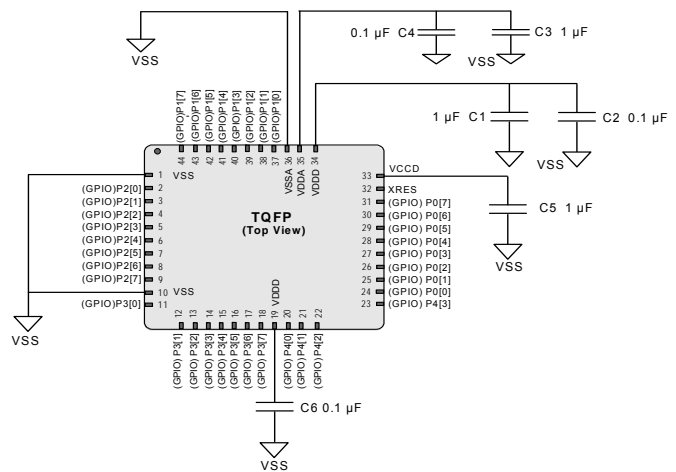 0.1 µF C4
C3 1 µF
VSS
VSS
1 µF C1
C2 0.1 µF
VSS
(GPIO)P1[7]
(GPIO)P1[6]
(GPIO)P1[5]
(GPIO)P1[4]
(GPIO)P1[3]
(GPIO)P1[2]
(GPIO)P1[1]
(GPIO)P1[0]
44
43
42
41
40
39
38
37
36
35
34
VSSA
VDDA
VDDD
TQFP
(Top View)
1 VSS
(GPIO)P2[0] 2
(GPIO)P2[1] 3
(GPIO)P2[2] 4
(GPIO)P2[3] 5
(GPIO)P2[4] 6
(GPIO)P2[5] 7
(GPIO)P2[6] 8
(GPIO)P2[7] 9
10 VSS
(GPIO)P3[0] 11
VSS
33 VCCD
32 XRES
31 (GPIO) P0[7]
30 (GPIO) P0[6]
29 (GPIO) P0[5]
28 (GPIO) P0[4]
27 (GPIO) P0[3]
26 (GPIO) P0[2]
25 (GPIO) P0[1]
24 (GPIO) P0[0]
23 (GPIO) P4[3]
C5 1 µF
VSS
VDDD
12
13
14
15
16
17
18
19
20
21
22
(GPIO) P3[1]
(GPIO) P3[2]
(GPIO) P3[3]
(GPIO) P3[4]
(GPIO) P3[5]
(GPIO) P3[6]
(GPIO) P3[7]
(GPIO) P4[0]
(GPIO) P4[1]
(GPIO) P4[2]
C6 0.1 µF
VSS